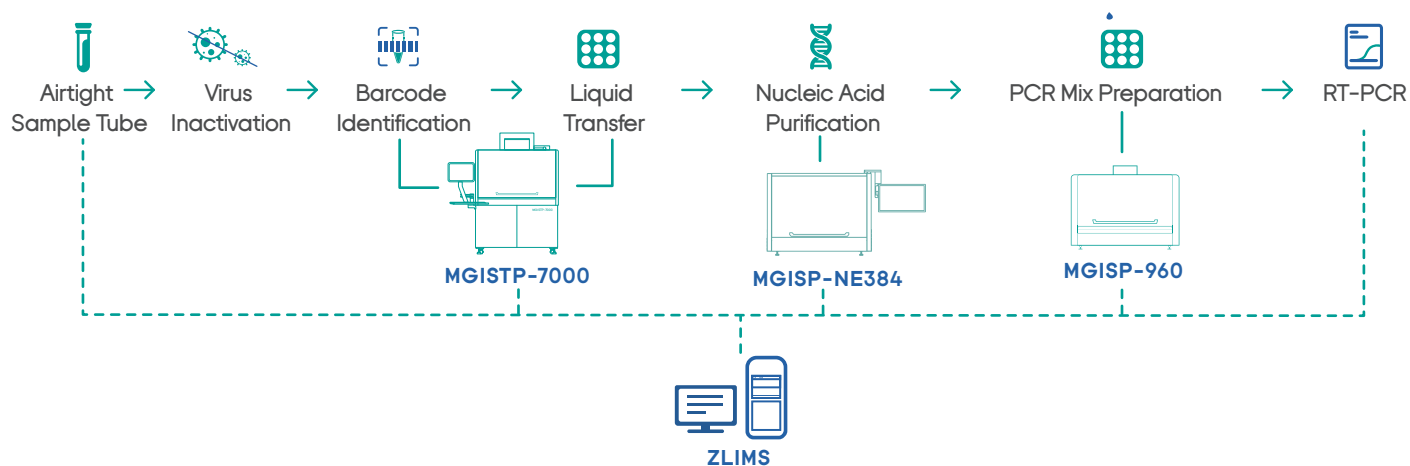 Airtight
Sample Tube
Virus
Inactivation
Barcode
Identification
Liquid
Transfer
Nucleic Acid
Purification
PCR Mix Preparation
RT-PCR
MGISTP-7000
MGISP-NE384
MGISP-960
ZLIMS